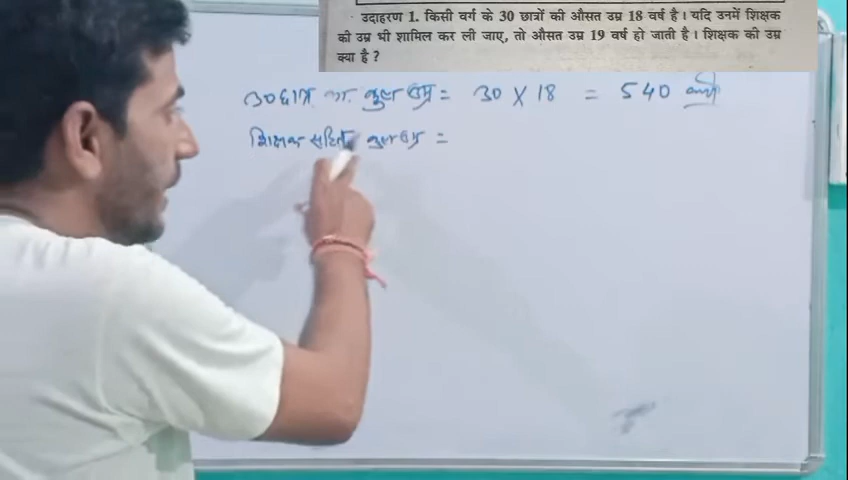 उदाहरण 1. किसी वर्ग के 30 छात्रों की औसत उम्र 18 वर्ष है। यदि उनमें शिक्षक
की उम्र भी शामिल कर ली जाए, तो औसत उम्र 19 वर्ष हो जाती है। शिक्षक की उम्र
क्या है ?
30 छात्र का कुल उम्र = 30 X 18 = 540 वर्ष
शिक्षक सहित कुल उम्र =